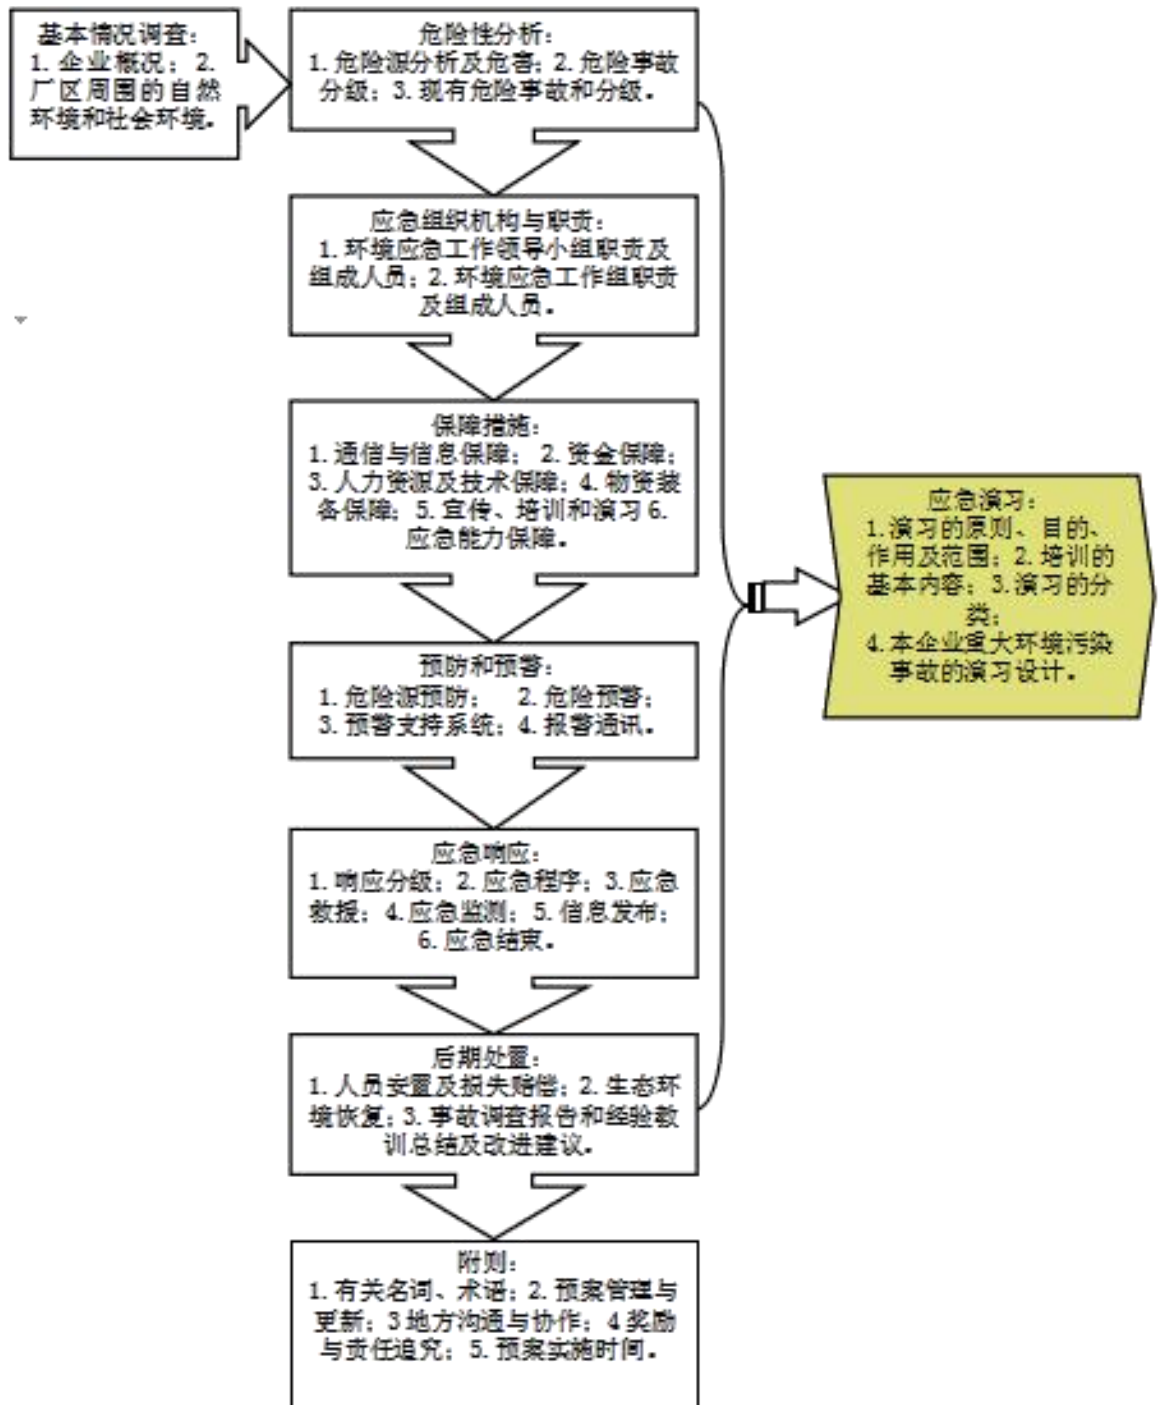 基本情况调查：
1. 企业概况；2.
厂区周围的自然
环境和社会环境。
危险性分析：
1. 危险源分析及危害；2. 危险事故
分级；3. 现有危险事故和分级。
应急组织机构与职责：
1. 环境应急工作领导小组职责及
组成人员；2. 环境应急工作组职责
及组成人员。
保障措施：
1. 通信与信息保障； 2. 资金保障；
3. 人力资源及技术保障；4. 物资装
备保障；5. 宣传、培训和演习 6.
应急能力保障。
预防和预警：
1. 危险源预防； 2. 危险预警；
3. 预警支持系统；4. 报警通讯。
应急响应：
1. 响应分级；2. 应急程序；3. 应急
救援；4. 应急监测；5. 信息发布；
6. 应急结束。
后期处置：
1. 人员安置及损失赔偿；2. 生态环
境恢复；3. 事故调查报告和经验教
训总结及改进建议。
附则：
1. 有关名词、术语；2. 预案管理与
更新；3 地方沟通与协作；4 奖励
与责任追究；5. 预案实施时间。
应急演习：
1. 演习的原则、目的、
作用及范围；2. 培训的
基本内容；3. 演习的分
类；
4. 本企业重大环境污染
事故的演习设计。